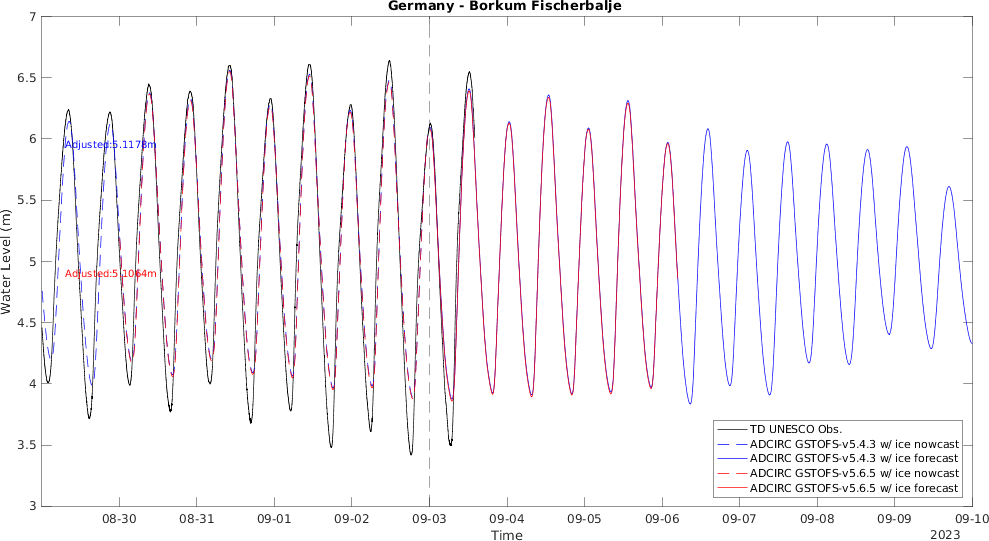 Germany - Borkum Fischerbalje
7
6.5
6
5.5
5
4.5
4
3.5
3
Water Level (m)
Adjusted:5.1178m
Adjusted:5.1064m
TD UNESCO Obs.
ADCIRC GSTOFS-v5.4.3 w/ ice nowcast
ADCIRC GSTOFS-v5.4.3 w/ ice forecast
ADCIRC GSTOFS-v5.6.5 w/ ice nowcast
ADCIRC GSTOFS-v5.6.5 w/ ice forecast
08-30 08-31 09-01 09-02 09-03 09-04 09-05 09-06 09-07 09-08 09-09 09-10
Time
2023